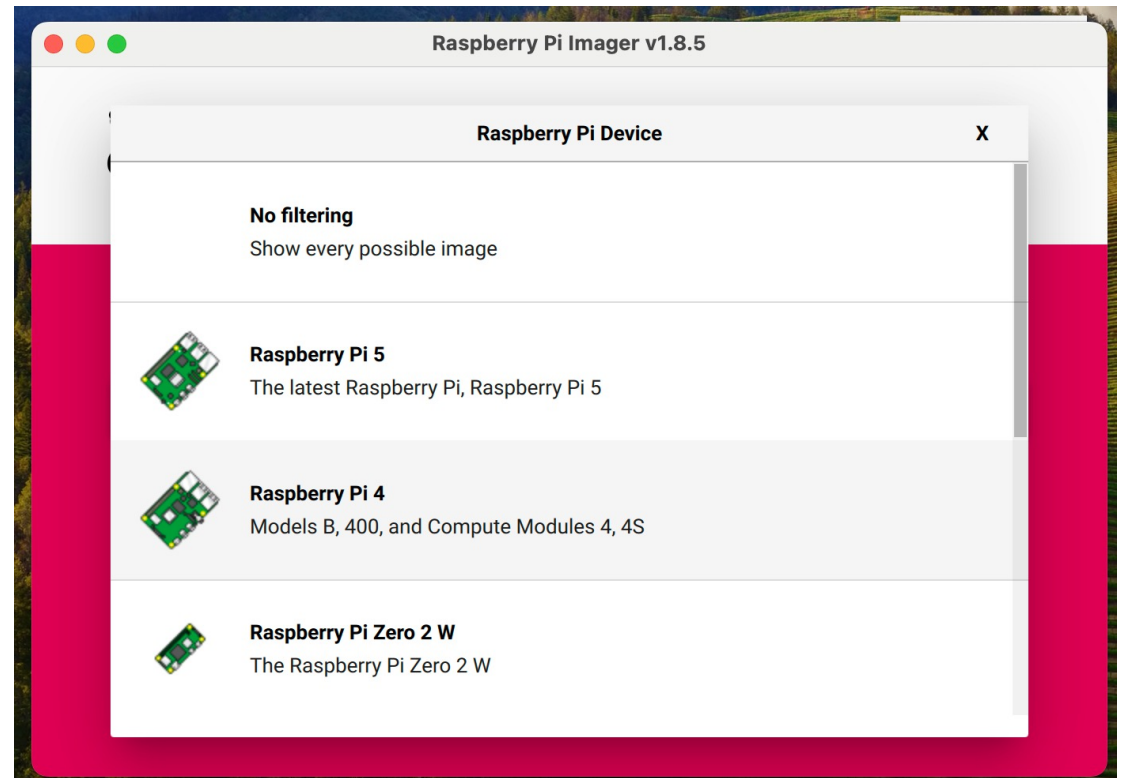 Raspberry Pi Imager v1.8.5
Raspberry Pi Device
X
No filtering
Show every possible image
Raspberry Pi 5
The latest Raspberry Pi, Raspberry Pi 5
Raspberry Pi 4
Models B, 400, and Compute Modules 4, 4S
Raspberry Pi Zero 2 W
The Raspberry Pi Zero 2 W